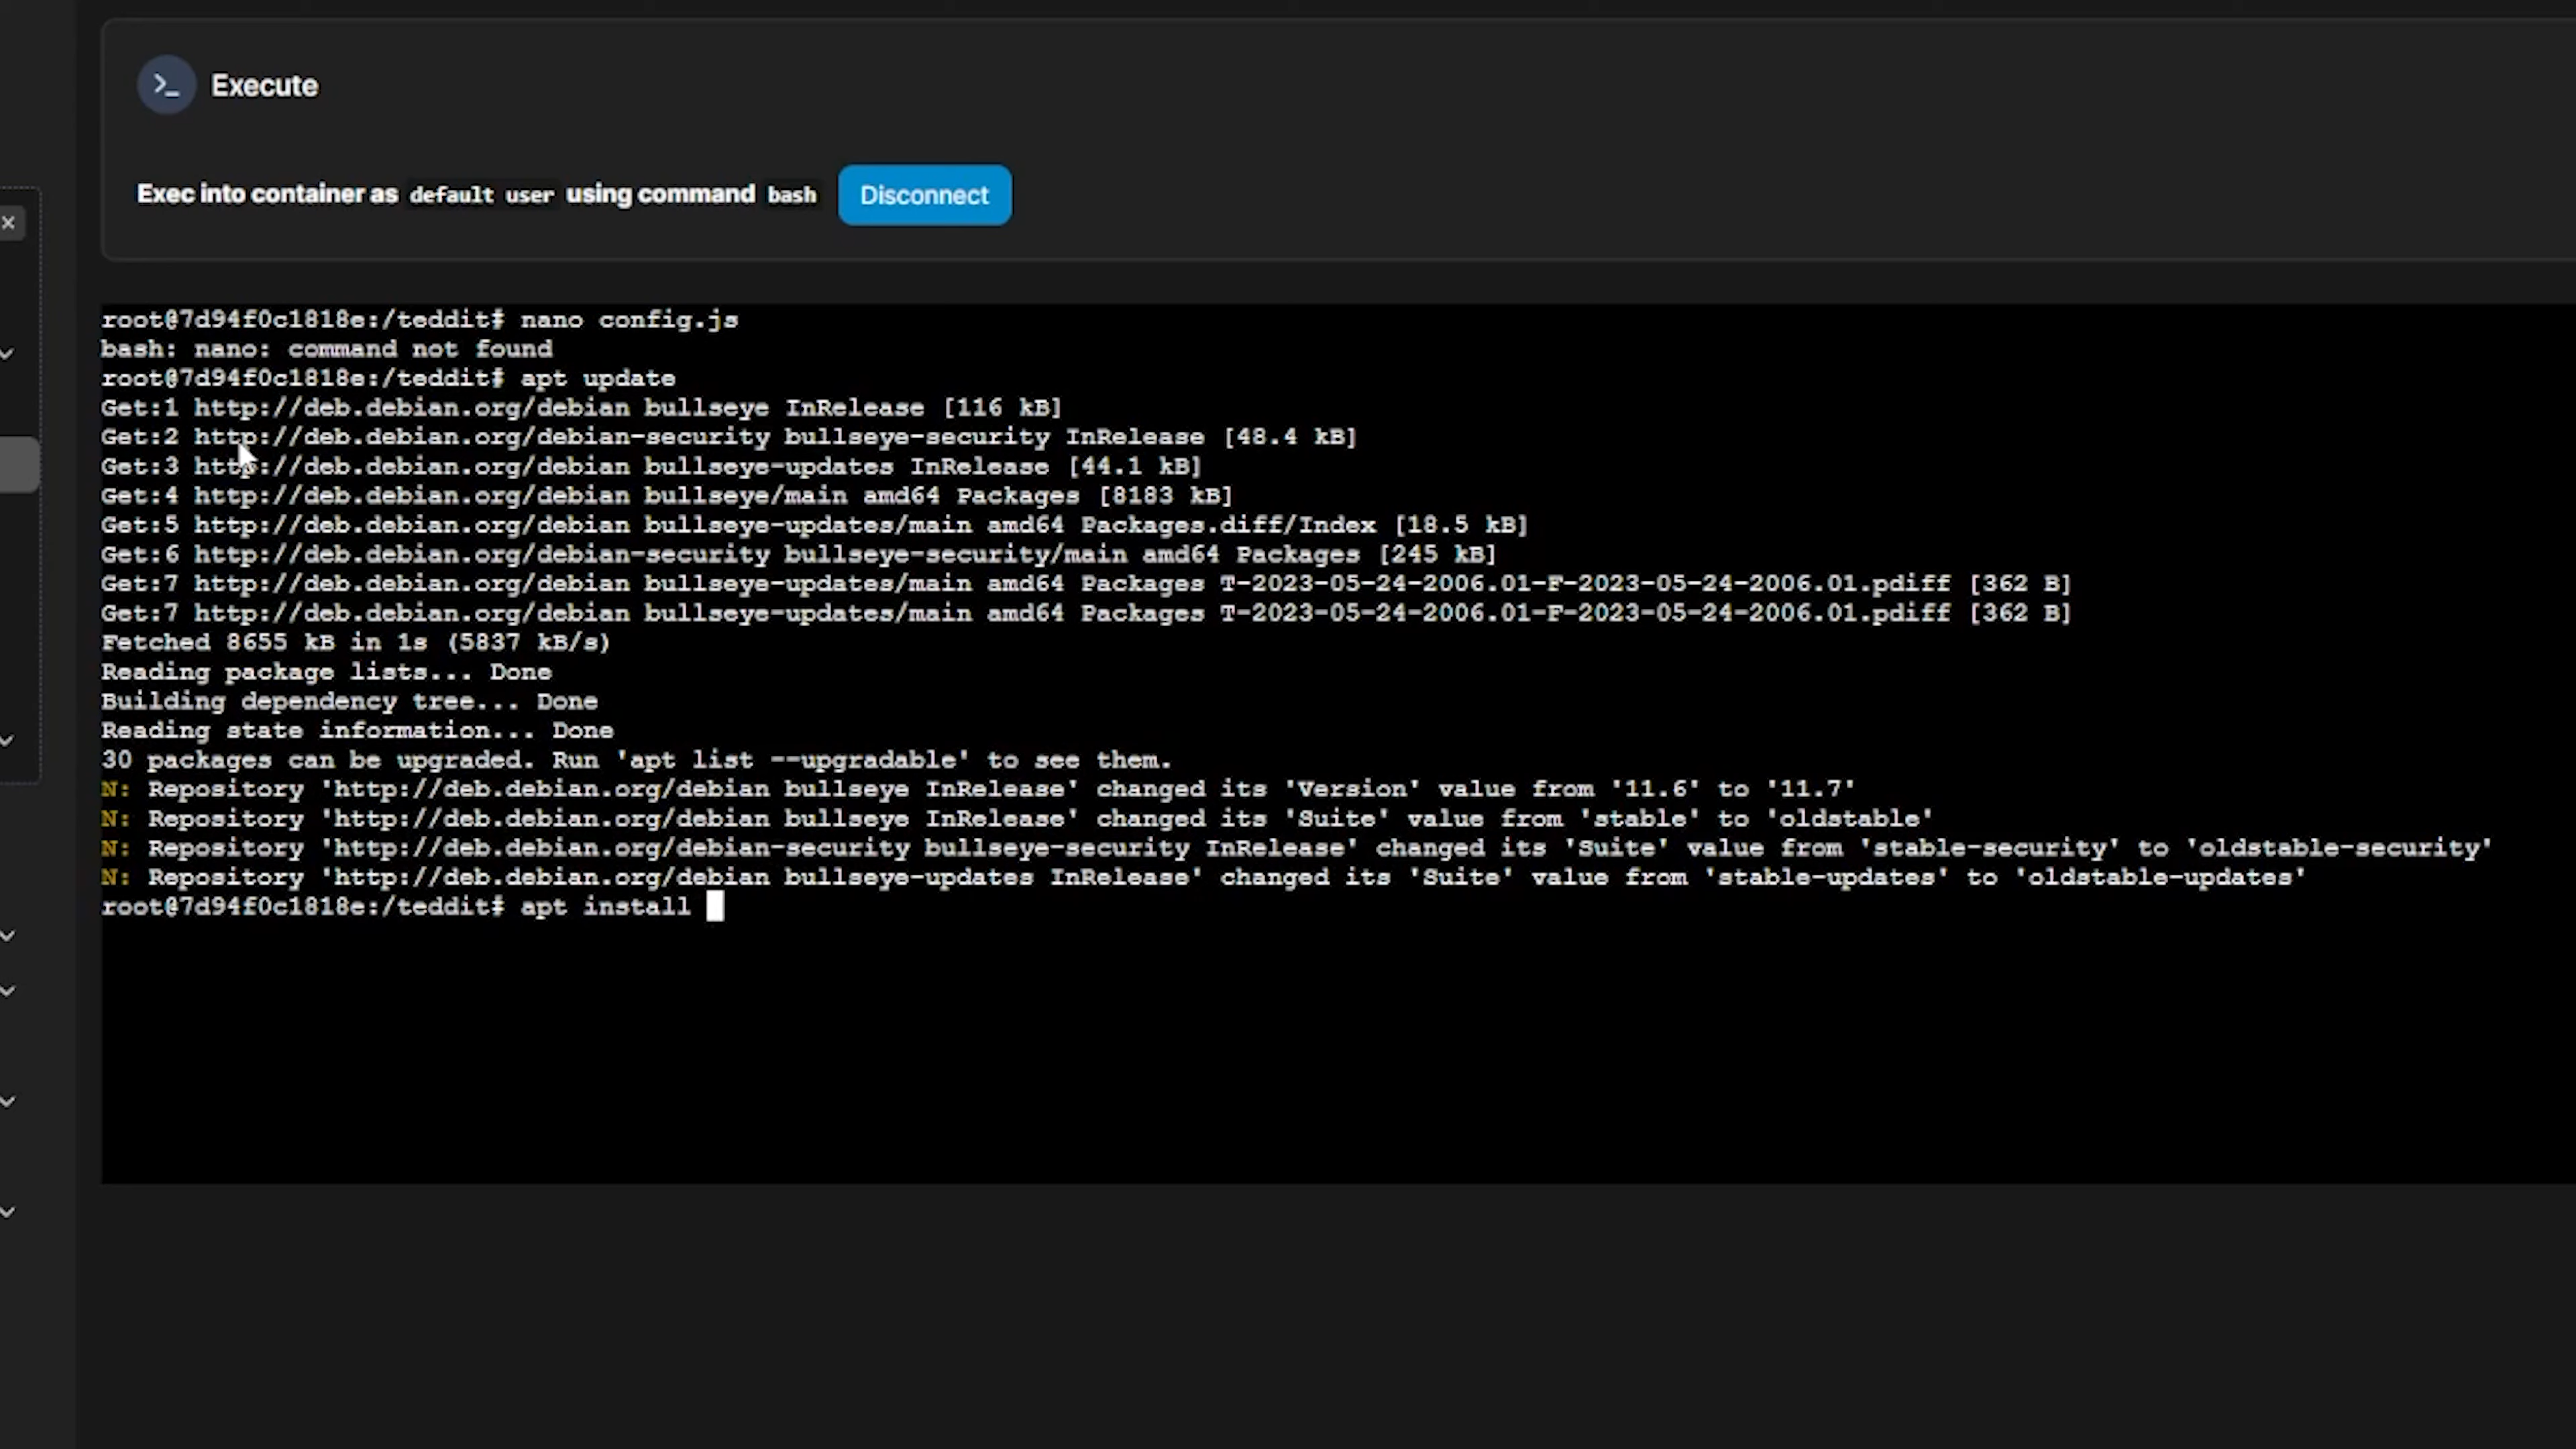 Execute
Exec into container as default user using command bash Disconnect
root@7d94f0c1818e:/teddit# nano config.js
bash: nano: command not found
root@7d94f0c1818e:/teddit# apt update
Get:1 http://deb.debian.org/debian bullseye InRelease [116 kB]
Get:2 http://deb.debian.org/debian-security bullseye-security InRelease [48.4 kB]
Get:3 http://deb.debian.org/debian bullseye-updates InRelease [44.1 kB]
Get:4 http://deb.debian.org/debian bullseye/main amd64 Packages [8183 kB]
Get:5 http://deb.debian.org/debian bullseye-updates/main amd64 Packages.diff/Index [18.5 kB]
Get:6 http://deb.debian.org/debian-security bullseye-security/main amd64 Packages [245 kB]
Get:7 http://deb.debian.org/debian bullseye-updates/main amd64 Packages T-2023-05-24-2006.01-F-2023-05-24-2006.01.pdiff [362 B]
Get:7 http://deb.debian.org/debian bullseye-updates/main amd64 Packages T-2023-05-24-2006.01-F-2023-05-24-2006.01.pdiff [362 B]
Fetched 8655 kB in 1s (5837 kB/s)
Reading package lists... Done
Building dependency tree... Done
Reading state information... Done
30 packages can be upgraded. Run 'apt list --upgradable' to see them.
N: Repository 'http://deb.debian.org/debian bullseye InRelease' changed its 'Version' value from '11.6' to '11.7'
N: Repository 'http://deb.debian.org/debian bullseye InRelease' changed its 'Suite' value from 'stable' to 'oldstable'
N: Repository 'http://deb.debian.org/debian-security bullseye-security InRelease' changed its 'Suite' value from 'stable-security' to 'oldstable-security'
N: Repository 'http://deb.debian.org/debian bullseye-updates InRelease' changed its 'Suite' value from 'stable-updates' to 'oldstable-updates'
root@7d94f0c1818e:/teddit# apt install